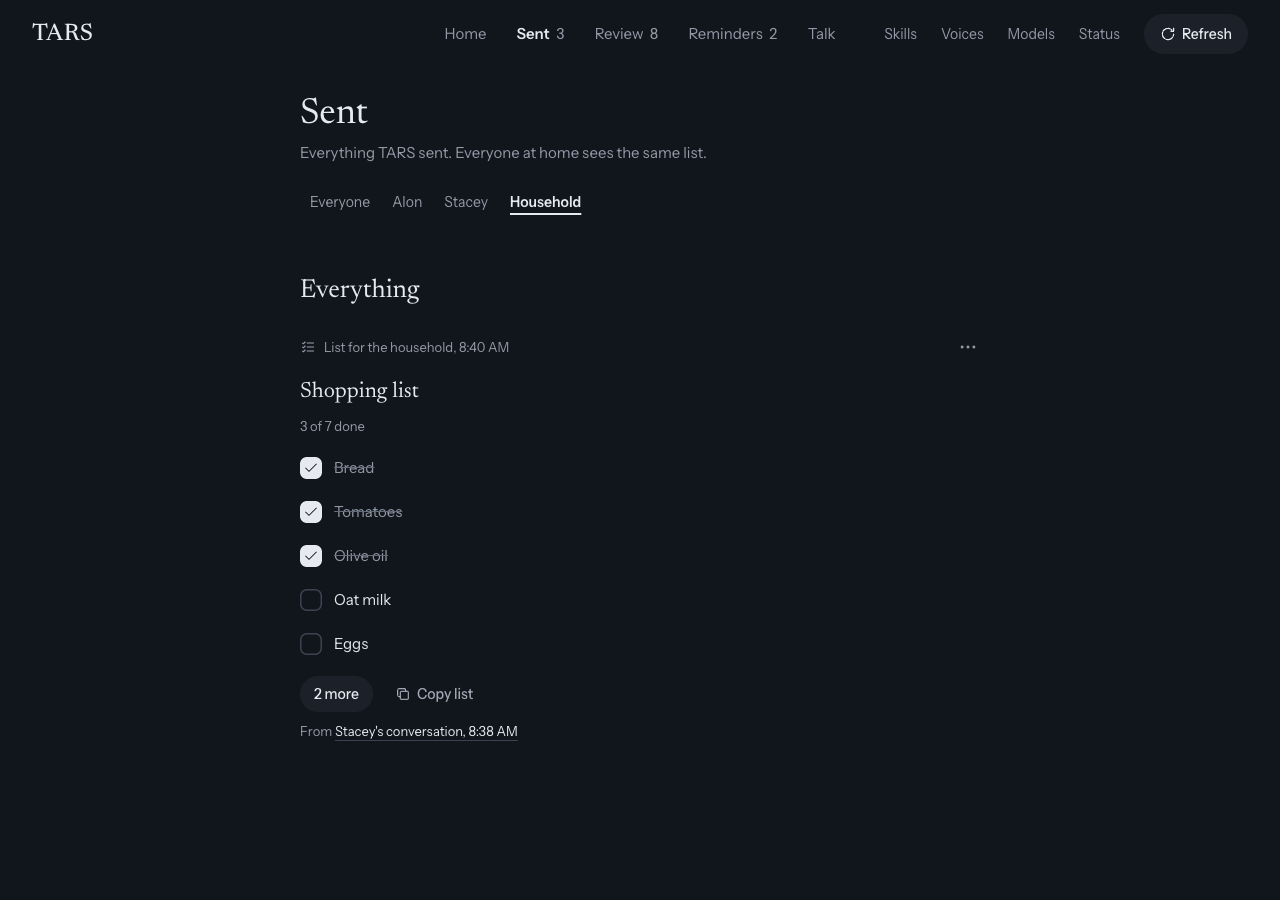 TARS
Home Sent 3 Review 8 Reminders 2 Talk Skills Voices Models Status Refresh
Sent
Everything TARS sent. Everyone at home sees the same list.
Everyone Alon Stacey Household
Everything
List for the household, 8:40 AM
Shopping list
3 of 7 done
Bread
Tomatoes
Olive oil
Oat milk
Eggs
2 more Copy list
From Stacey's conversation, 8:38 AM